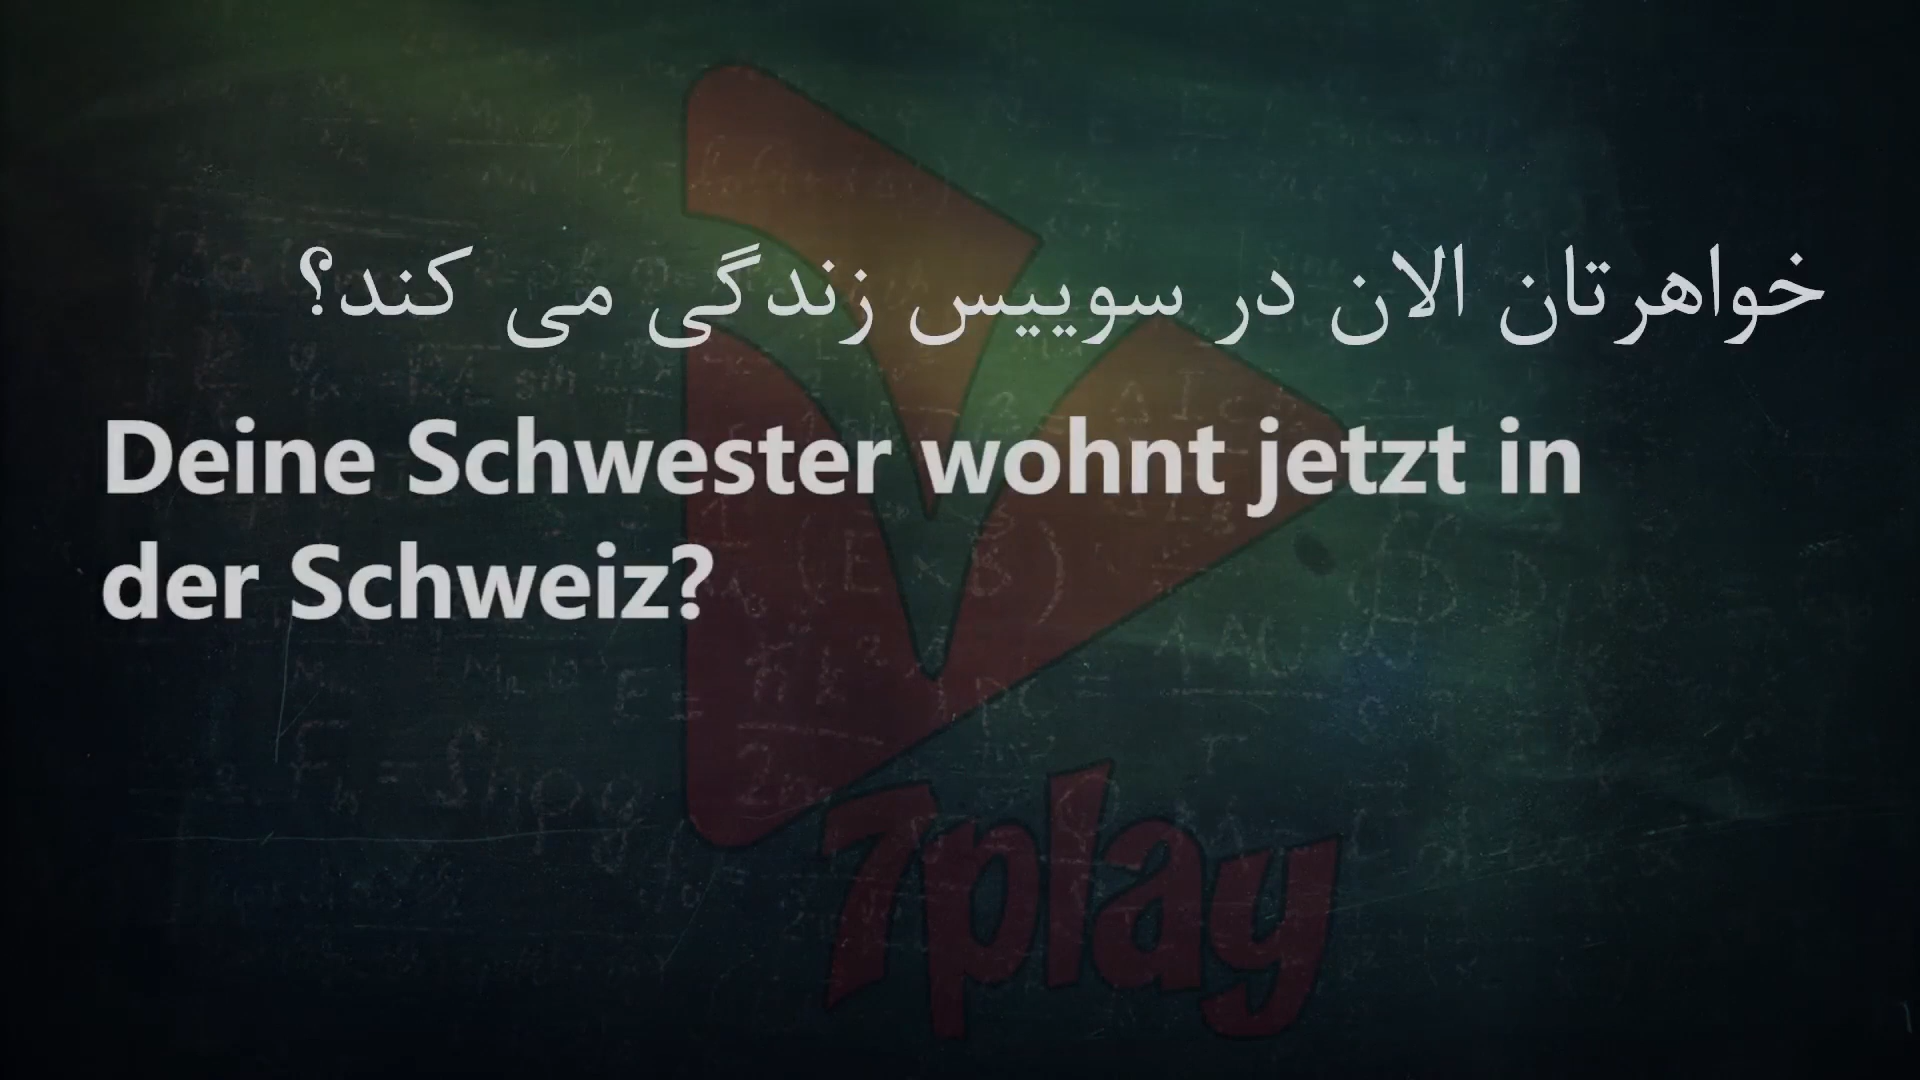 خواهرتان الان در سوییس زندگی می کند؟
Deine Schwester wohnt jetzt in
der Schweiz?
7play